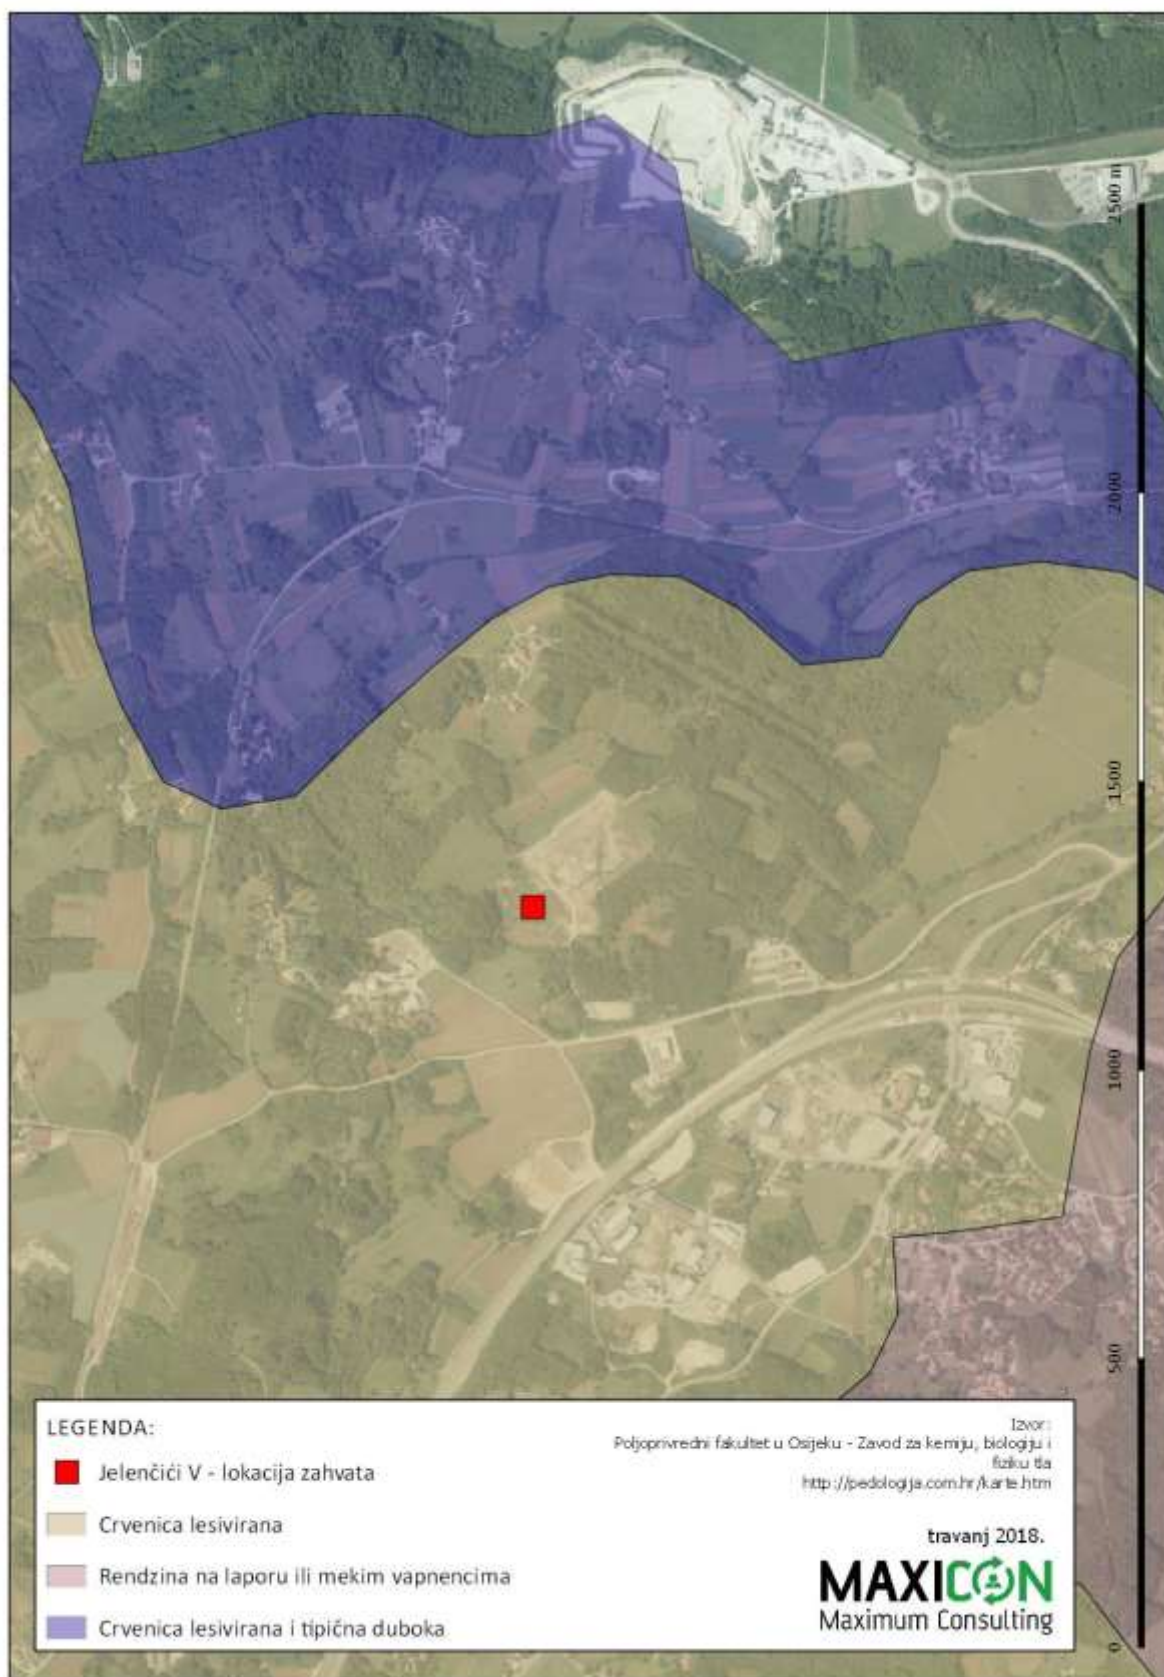 2500 m
2000
1500
1000
500
0
LEGENDA:
Jelenčići V - lokacija zahvata
Crvenica lesivirana
Rendzina na laporu ili mekim vapnencima
Crvenica lesivirana i tipična duboka
Izvor:
Poljoprivredni fakultet u Osijeku - Zavod za kemiju, biologiju i
fiziku tla
http://pedologija.com.hr/karte.htm
travanj 2018.
MAXICON
Maximum Consulting